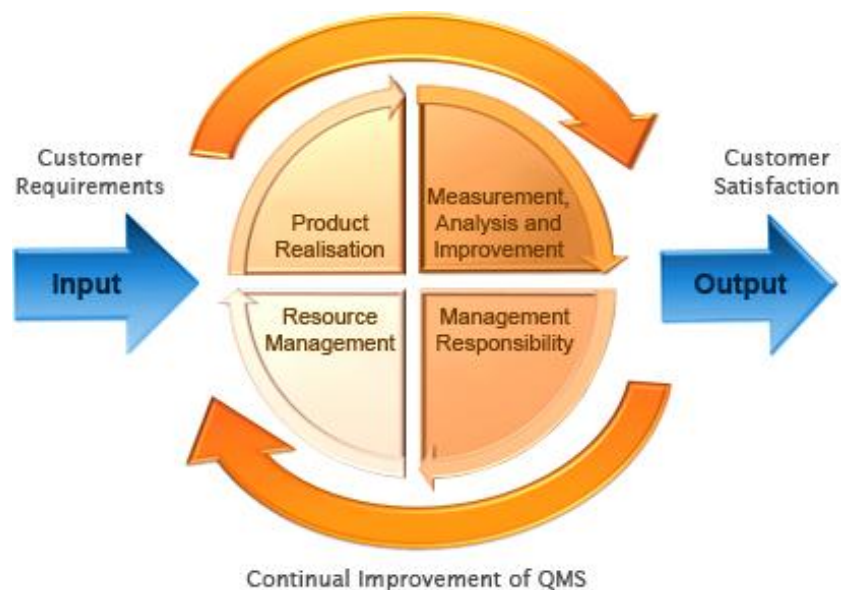 Customer
Requirements
Input
Product
Realisation
Measurement,
Analysis and
Improvement
Resource
Management
Management
Responsibility
Customer
Satisfaction
Output
Continual Improvement of QMS